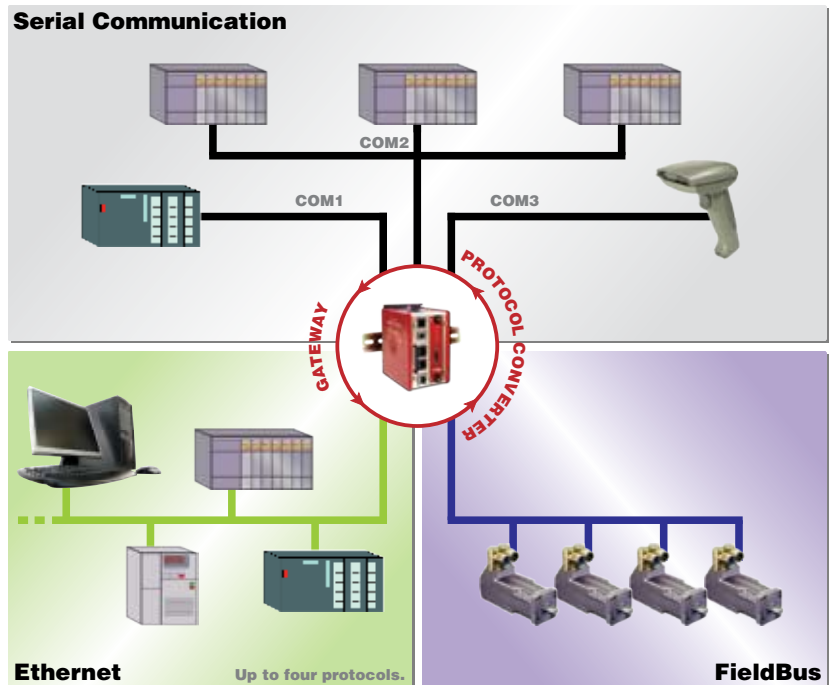 Serial Communication
COM2
COM1
COM3
GATEWAY
PROTOCOL CONVERTER
Ethernet
Up to four protocols.
FieldBus